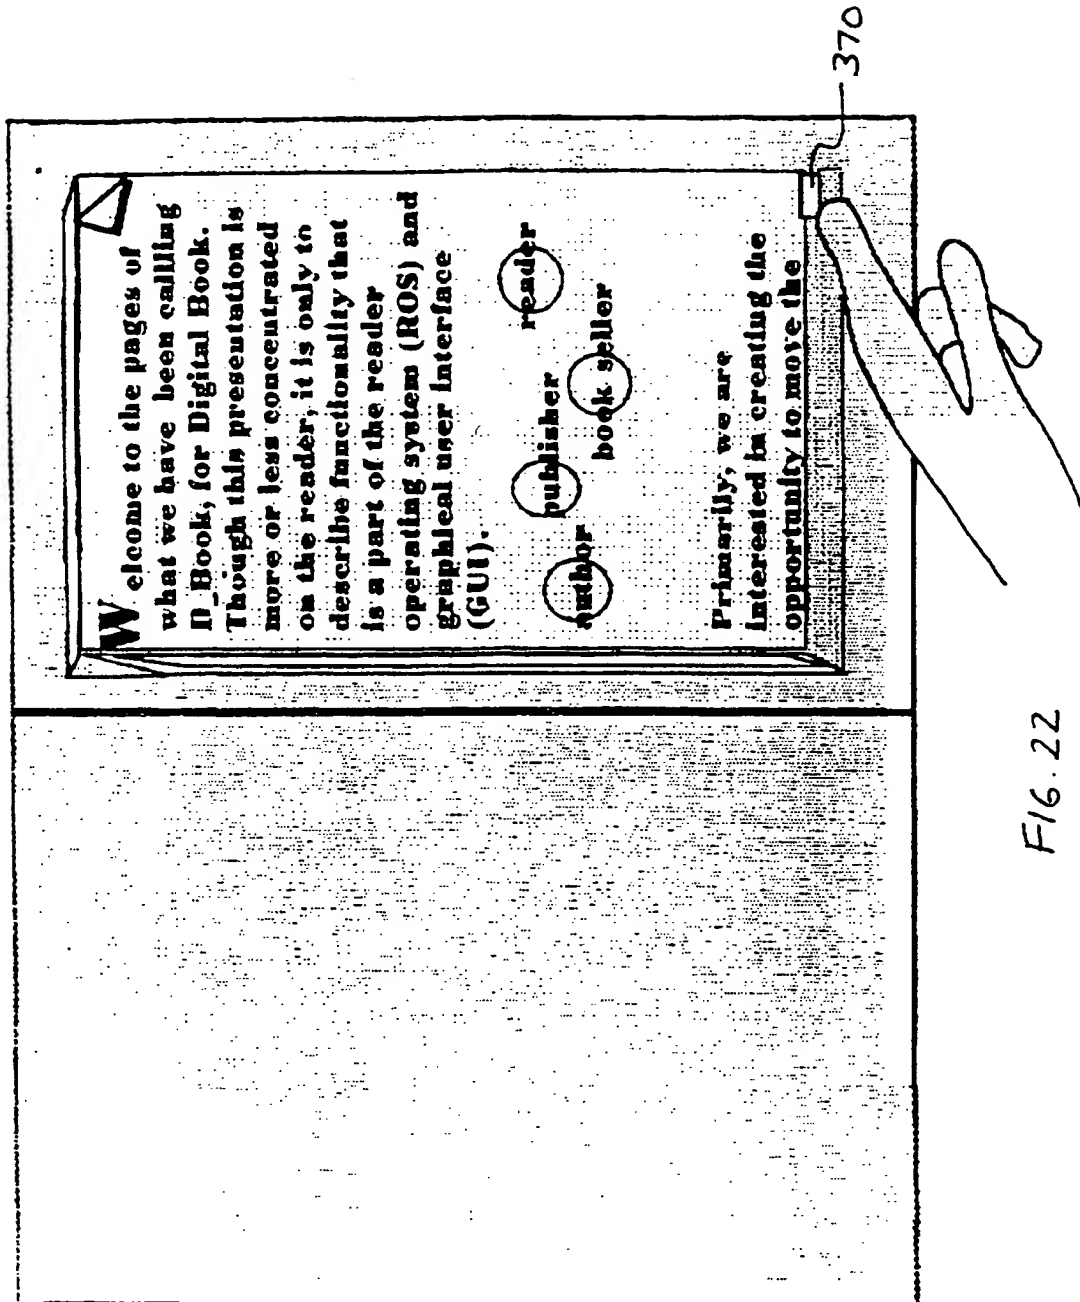 Welcome to the pages of
what we have been callling
D_Book, for Digital Book.
Though this presentation is
more or less concentrated
on the reader, it is only to
describe functionality that
is a part of the reader
operating system (ROS) and
graphical user interface
(GUI).
author
publisher
book seller
reader
Primarily, we are
interested in creating the
opportunity to move the
370
FIG. 22